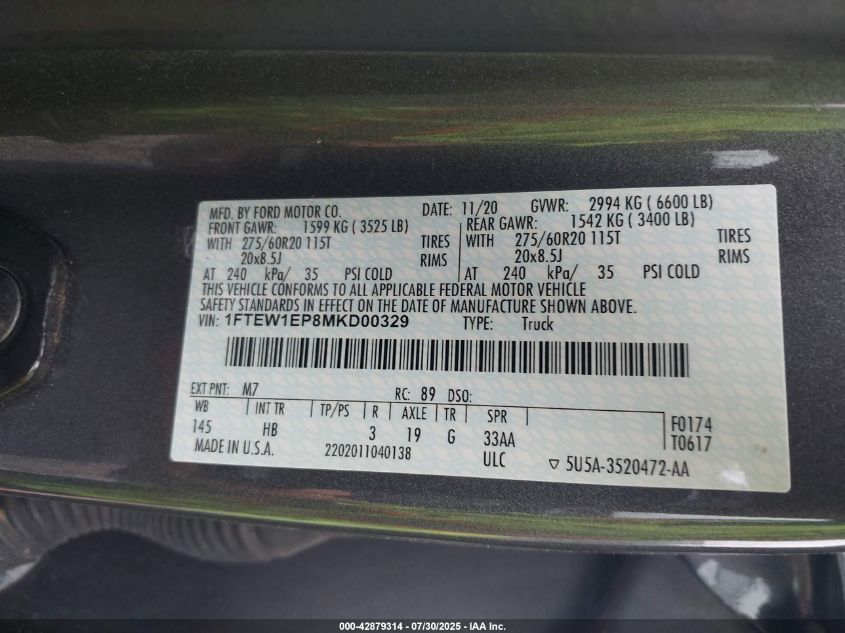 MFD. BY FORD MOTOR CO. DATE: 11/20 GVWR: 2994 KG ( 6600 LB)
FRONT GAWR: 1599 KG ( 3525 LB) REAR GAWR: 1542 KG ( 3400 LB)
WITH 275/60R20 115T TIRES WITH 275/60R20 115T TIRES
20x8.5J RIMS 20x8.5J RIMS
AT 240 kPa/ 35 PSI COLD AT 240 kPa/ 35 PSI COLD
THIS VEHICLE CONFORMS TO ALL APPLICABLE FEDERAL MOTOR VEHICLE
SAFETY STANDARDS IN EFFECT ON THE DATE OF MANUFACTURE SHOWN ABOVE.
VIN: 1FTEW1EP8MKD00329 TYPE: Truck
EXT PNT: M7 RC: 89 DSO:
WB INT TR TP/PS R AXLE TR SPR F0174
145 HB 3 19 G 33AA T0617
MADE IN U.S.A. 2202011040138 ULC ▽ 5U5A-3520472-AA
000-42879314 / 07/30/2025 - IAA Inc.